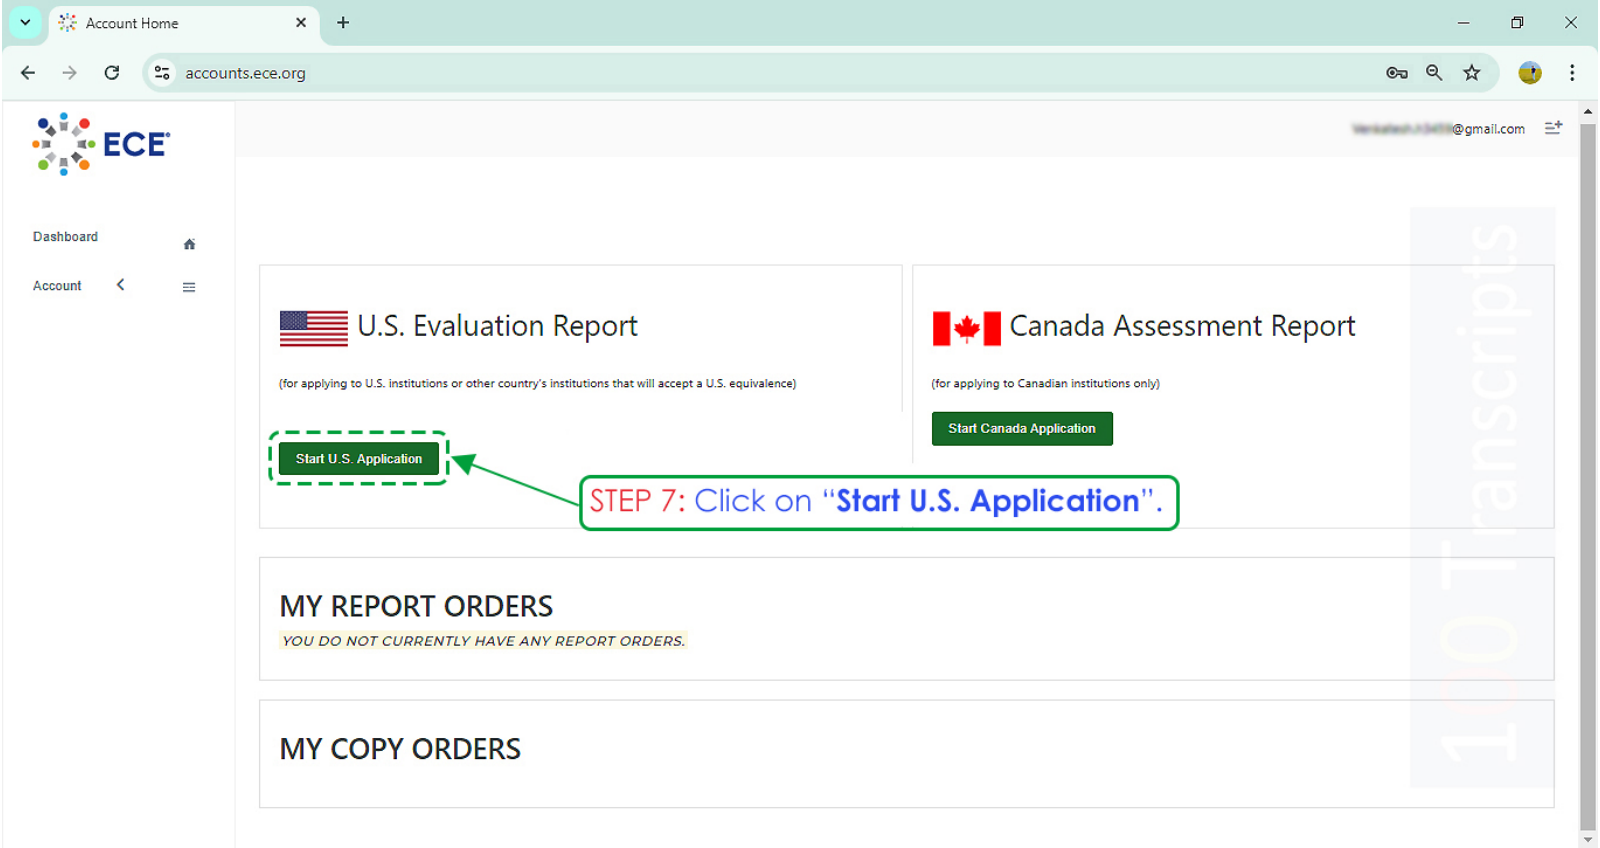 Account Home
accounts.ece.org
ECE®
@gmail.com
Dashboard
Account
U.S. Evaluation Report
(for applying to U.S. institutions or other country's institutions that will accept a U.S. equivalence)
Start U.S. Application
Canada Assessment Report
(for applying to Canadian institutions only)
Start Canada Application
STEP 7: Click on “Start U.S. Application”.
MY REPORT ORDERS
YOU DO NOT CURRENTLY HAVE ANY REPORT ORDERS.
MY COPY ORDERS
100 Transcripts